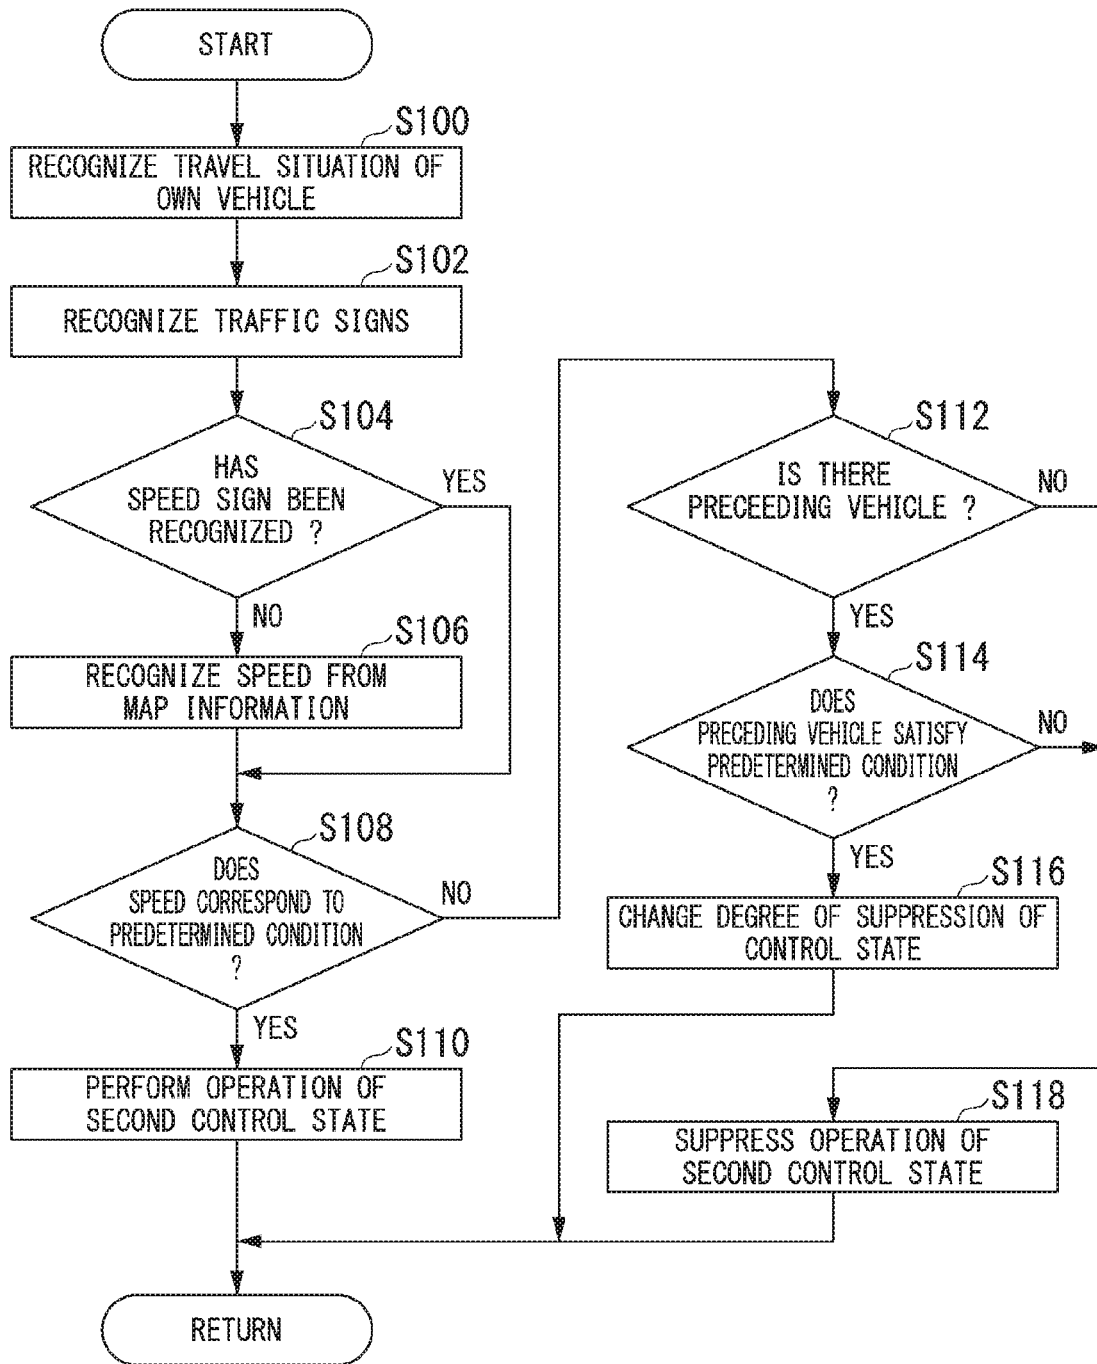 START
S100
RECOGNIZE TRAVEL SITUATION OF
OWN VEHICLE
S102
RECOGNIZE TRAFFIC SIGNS
S104
HAS
SPEED SIGN BEEN
RECOGNIZED ?
YES
NO
S106
RECOGNIZE SPEED FROM
MAP INFORMATION
S108
DOES
SPEED CORRESPOND TO
PREDETERMINED CONDITION
?
NO
YES
S110
PERFORM OPERATION OF
SECOND CONTROL STATE
S112
IS THERE
PRECEEDING VEHICLE ?
NO
YES
S114
DOES
PRECEDING VEHICLE SATISFY
PREDETERMINED CONDITION
?
NO
YES
S116
CHANGE DEGREE OF SUPPRESSION OF
CONTROL STATE
S118
SUPPRESS OPERATION OF
SECOND CONTROL STATE
RETURN